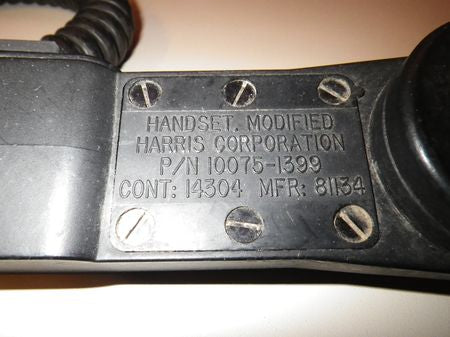 HANDSET, MODIFIED
HARRIS CORPORATION
P/N 10075-1399
CONT: 14304 MFR: 81134